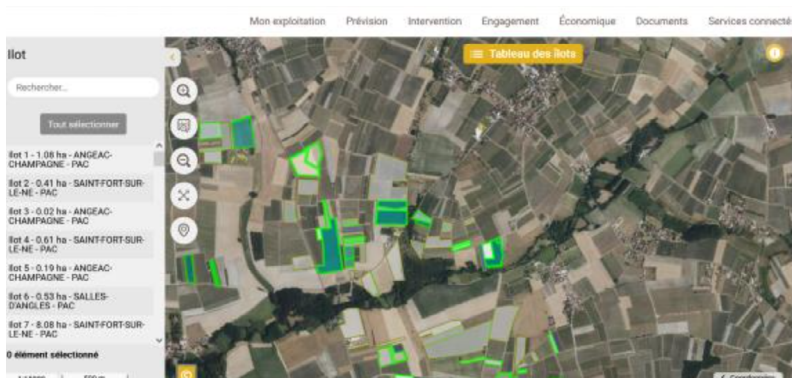 Mon exploitation Prévision Intervention Engagement Économique Documents Services connecté
Ilot
Tableau des îlots
Rechercher...
Tout sélectionner
Ilot 1 - 1.08 ha - ANGEAC-
CHAMPAGNE - PAC
Ilot 2 - 0.41 ha - SAINT-FORT-SUR-
LE-NE - PAC
Ilot 3 - 0.02 ha - ANGEAC-
CHAMPAGNE - PAC
Ilot 4 - 0.61 ha - SAINT-FORT-SUR-
LE-NE - PAC
Ilot 5 - 0.19 ha - ANGEAC-
CHAMPAGNE - PAC
Ilot 6 - 0.53 ha - SALLES-
D'ANGLES - PAC
Ilot 7 - 8.08 ha - SAINT-FORT-SUR-
LE-NE - PAC
0 élément sélectionné